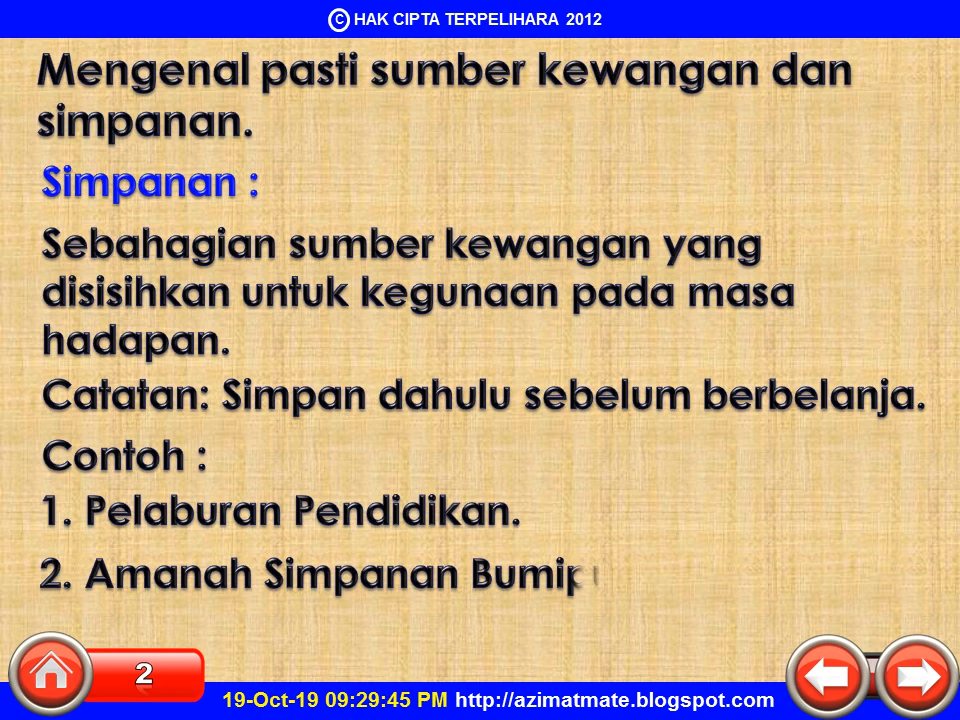 © HAK CIPTA TERPELIHARA 2012
Mengenal pasti sumber kewangan dan
simpanan.
Simpanan :
Sebahagian sumber kewangan yang
disisihkan untuk kegunaan pada masa
hadapan.
Catatan: Simpan dahulu sebelum berbelanja.
Contoh :
1. Pelaburan Pendidikan.
2. Amanah Simpanan
2
19-Oct-19 09:29:45 PM http://azimatmate.blogspot.com